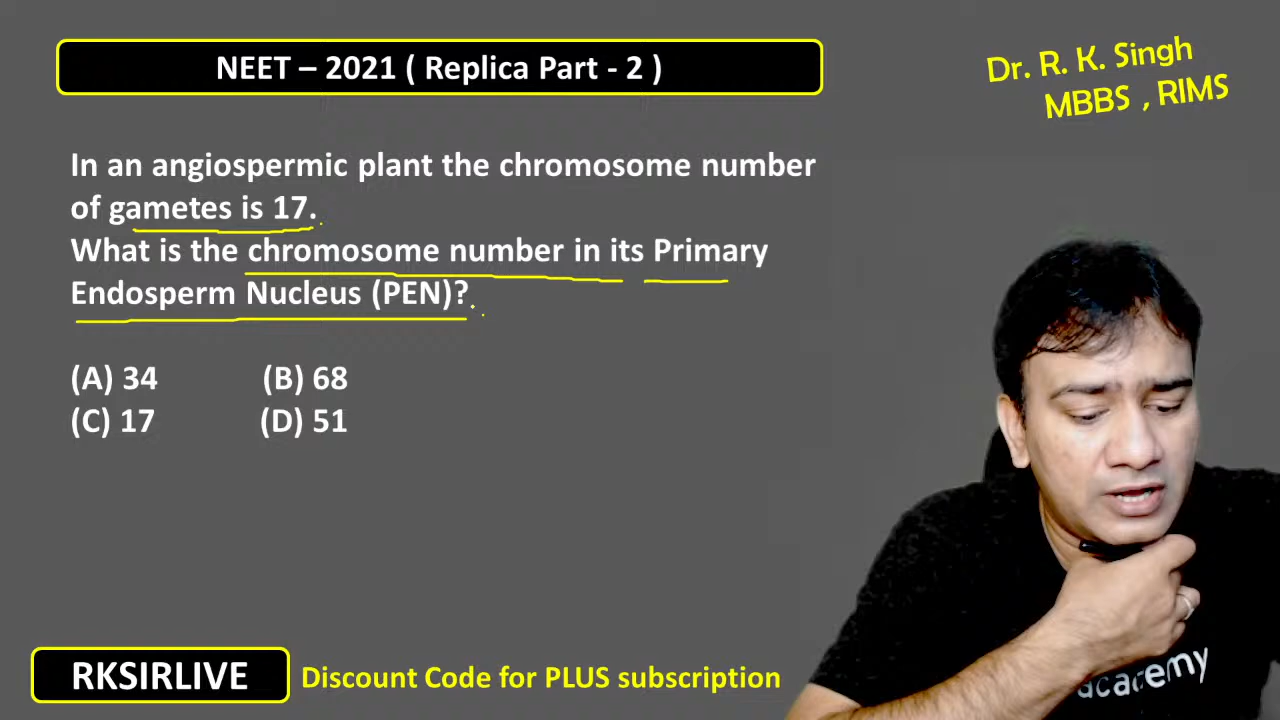 NEET – 2021 ( Replica Part - 2 )
Dr. R. K. Singh
MBBS , RIMS
In an angiospermic plant the chromosome number
of gametes is 17.
What is the chromosome number in its Primary
Endosperm Nucleus (PEN)?
(A) 34 (B) 68
(C) 17 (D) 51
academy
RKSIRLIVE Discount Code for PLUS subscription